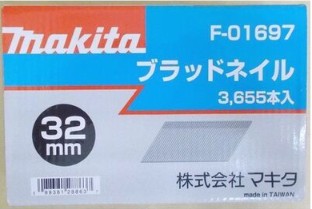 makita
F-01697
ブラッドネイル
3,655本入
32
mm
株式会社マキタ
made in TAIWAN